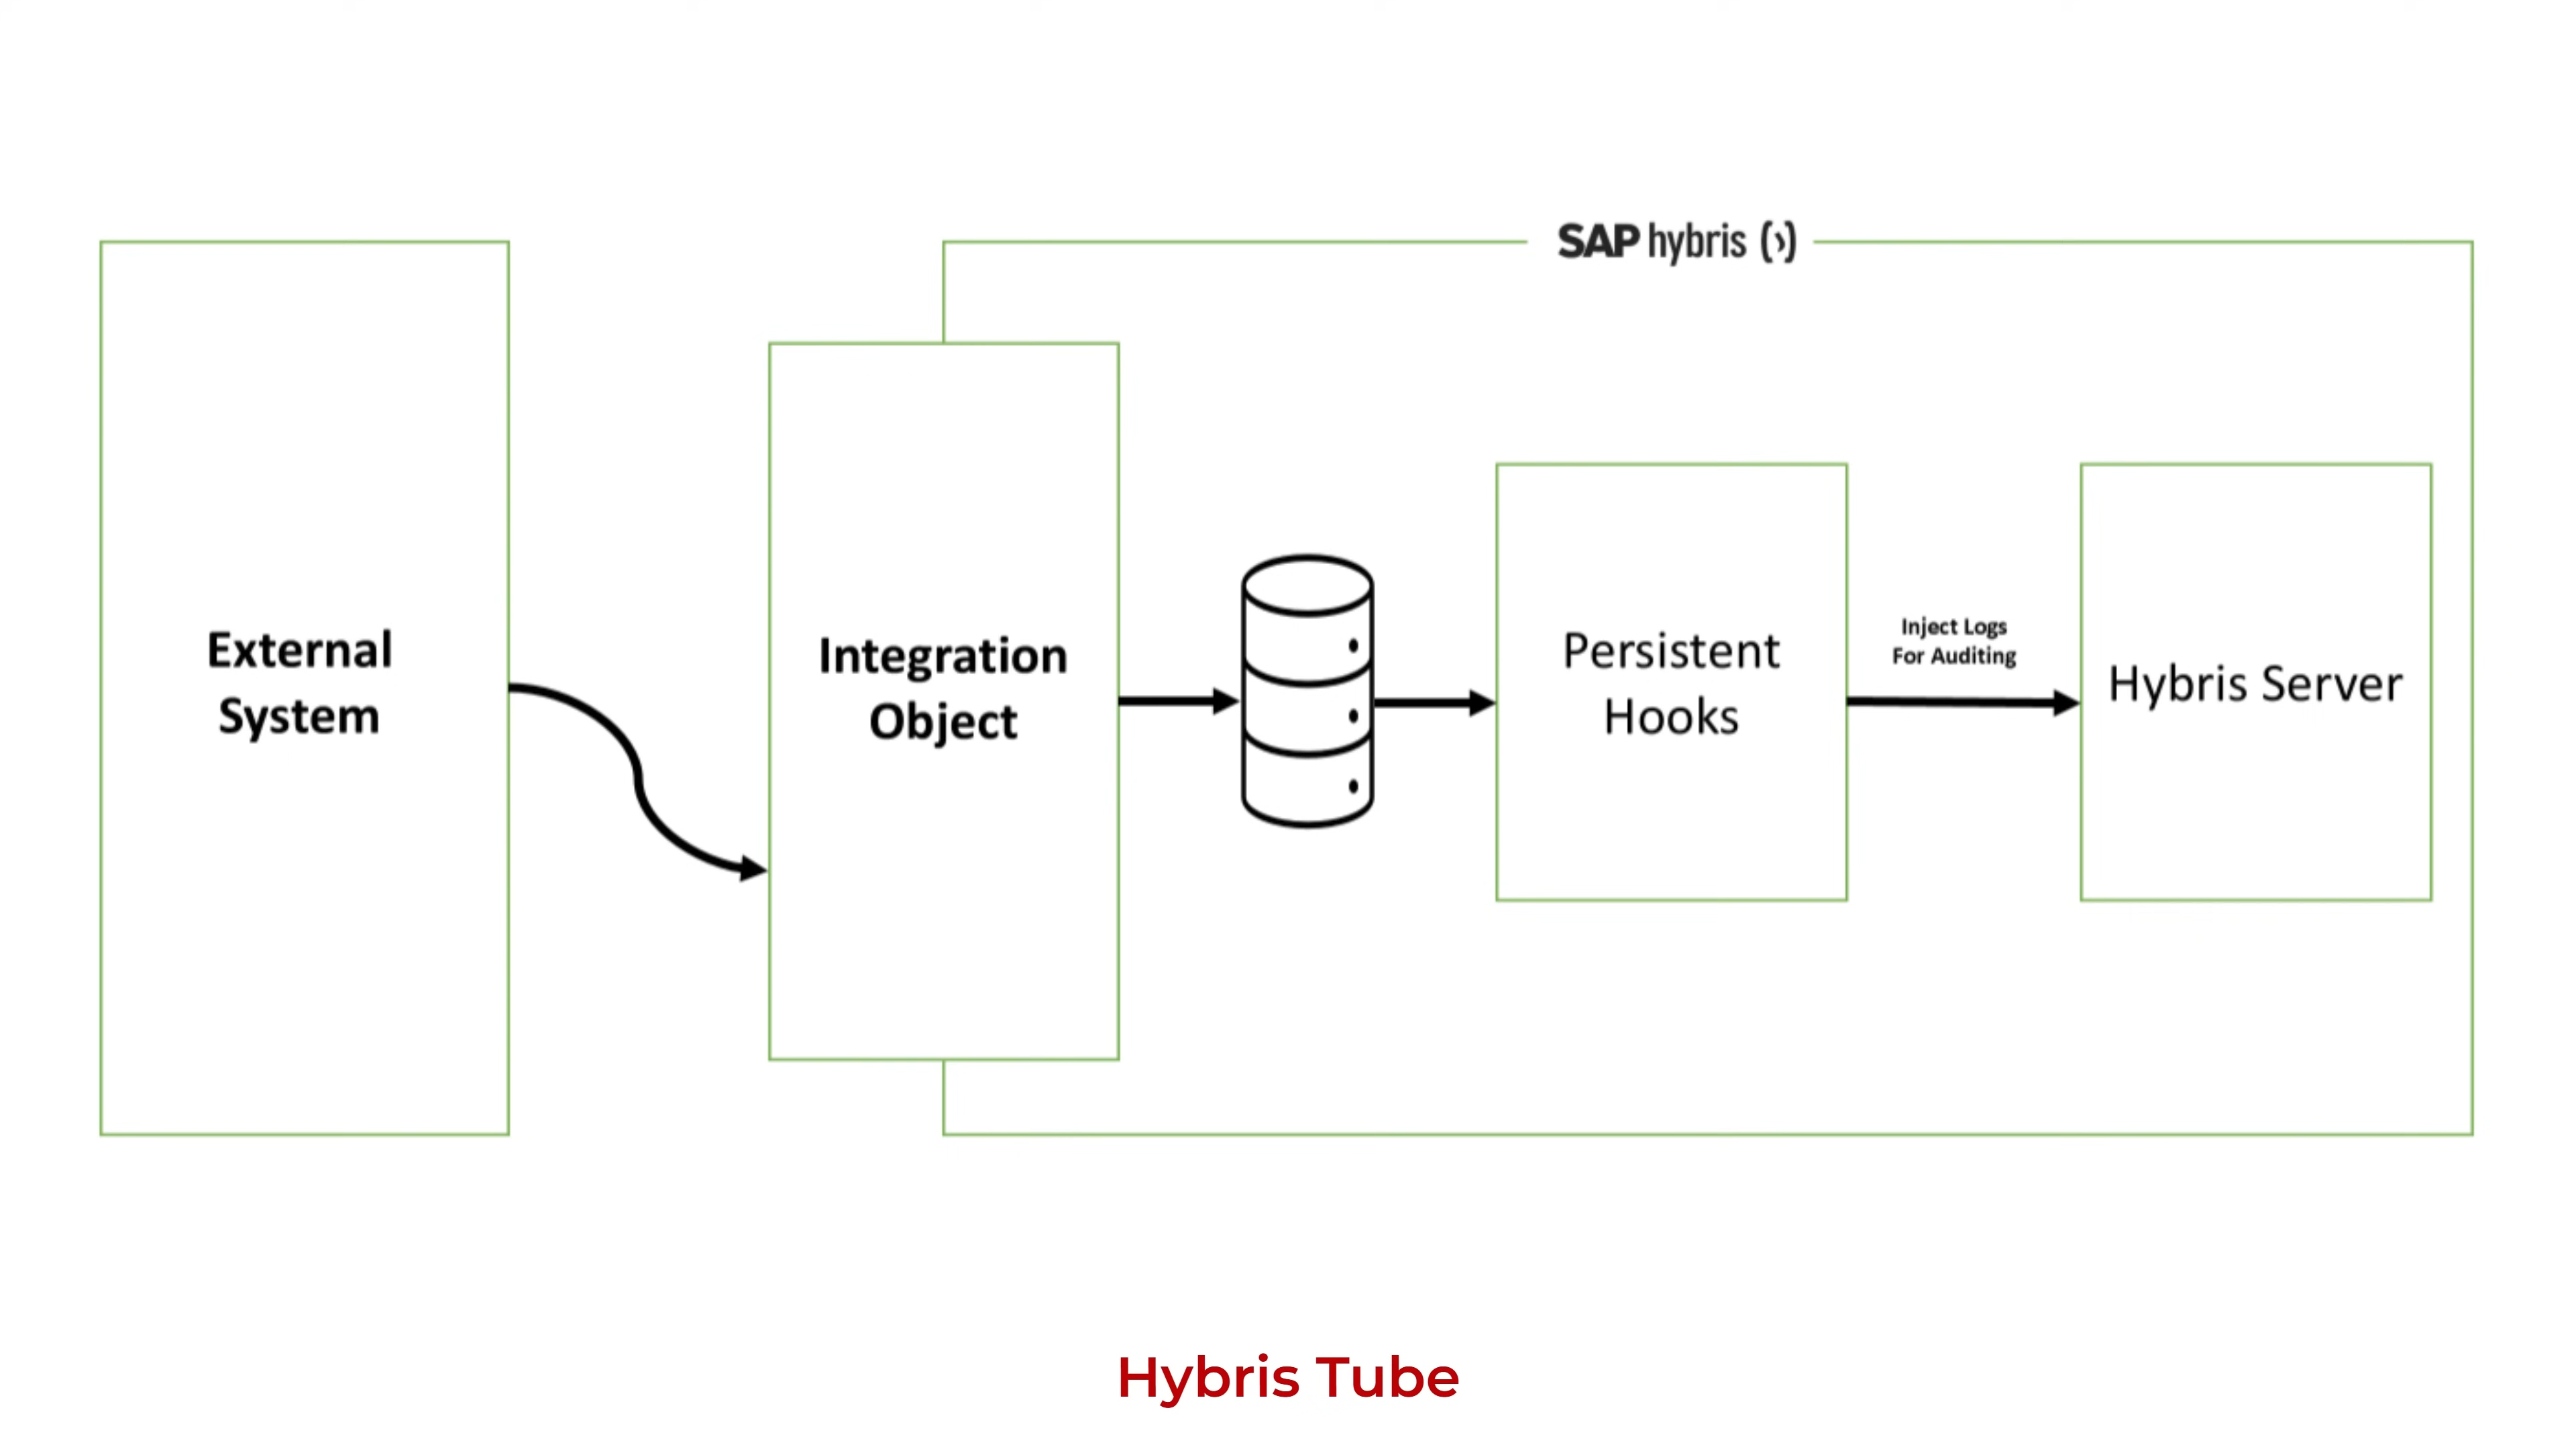 SAP hybris (›)
External
System
Integration
Object
Persistent
Hooks
Inject Logs
For Auditing
Hybris Server
Hybris Tube